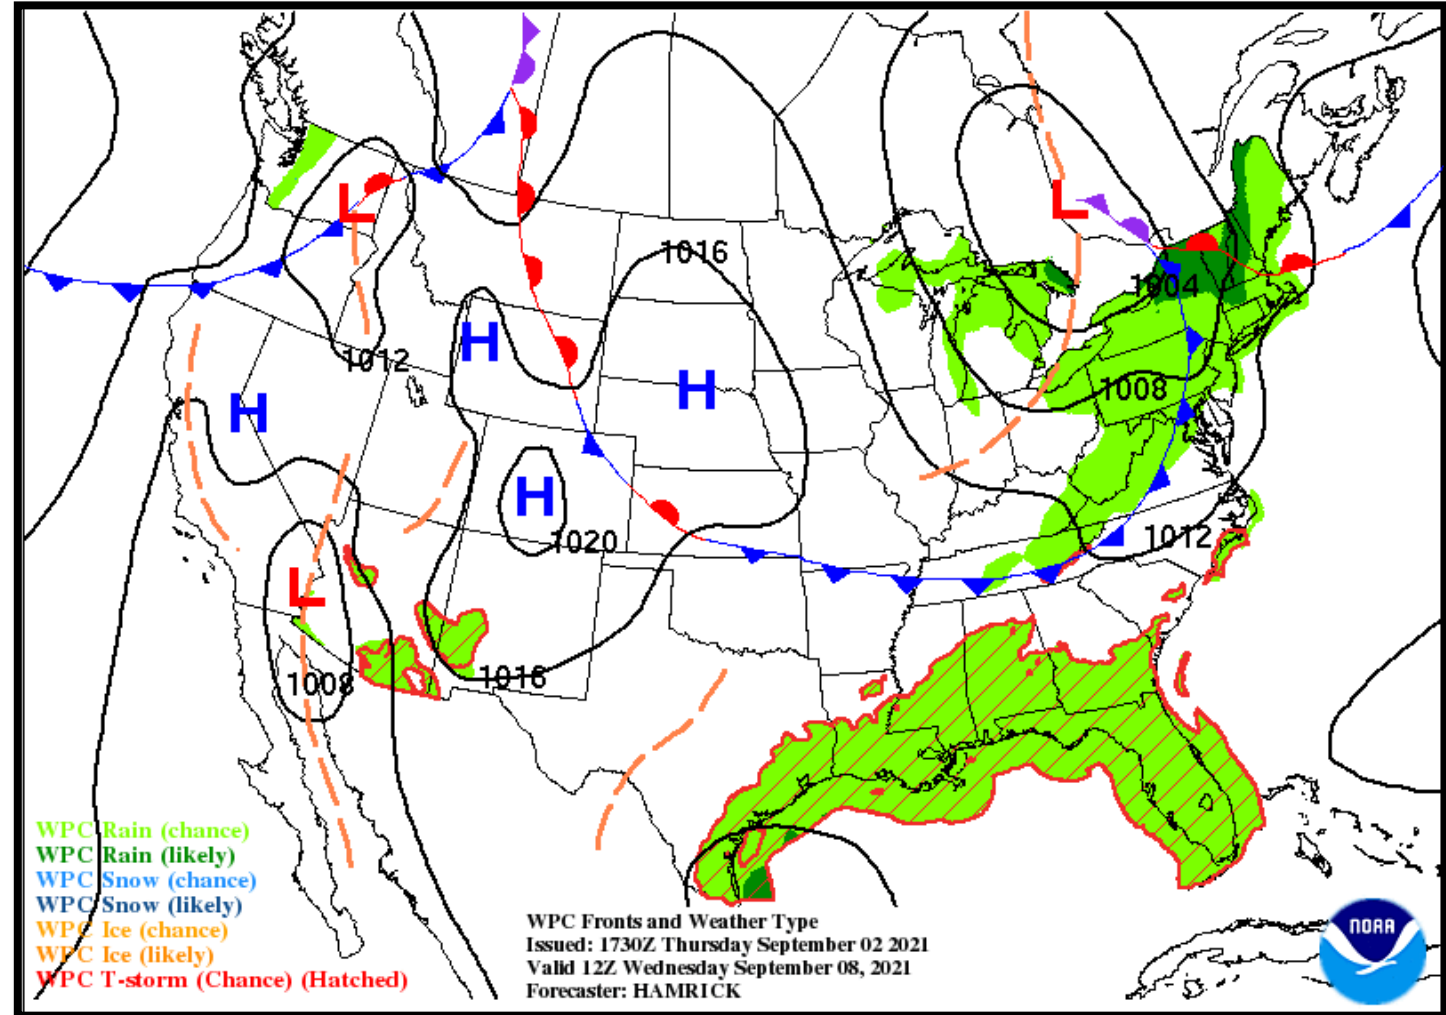 L
1016
L
1004
H
1012
H
1008
H
H
1020
1012
L
1008
1016
WPC Rain (chance)
WPC Rain (likely)
WPC Snow (chance)
WPC Snow (likely)
WPC Ice (chance)
WPC Ice (likely)
WPC T-storm (Chance) (Hatched)
WPC Fronts and Weather Type
Issued: 1730Z Thursday September 02 2021
Valid 12Z Wednesday September 08, 2021
Forecaster: HAMRICK
NOAA